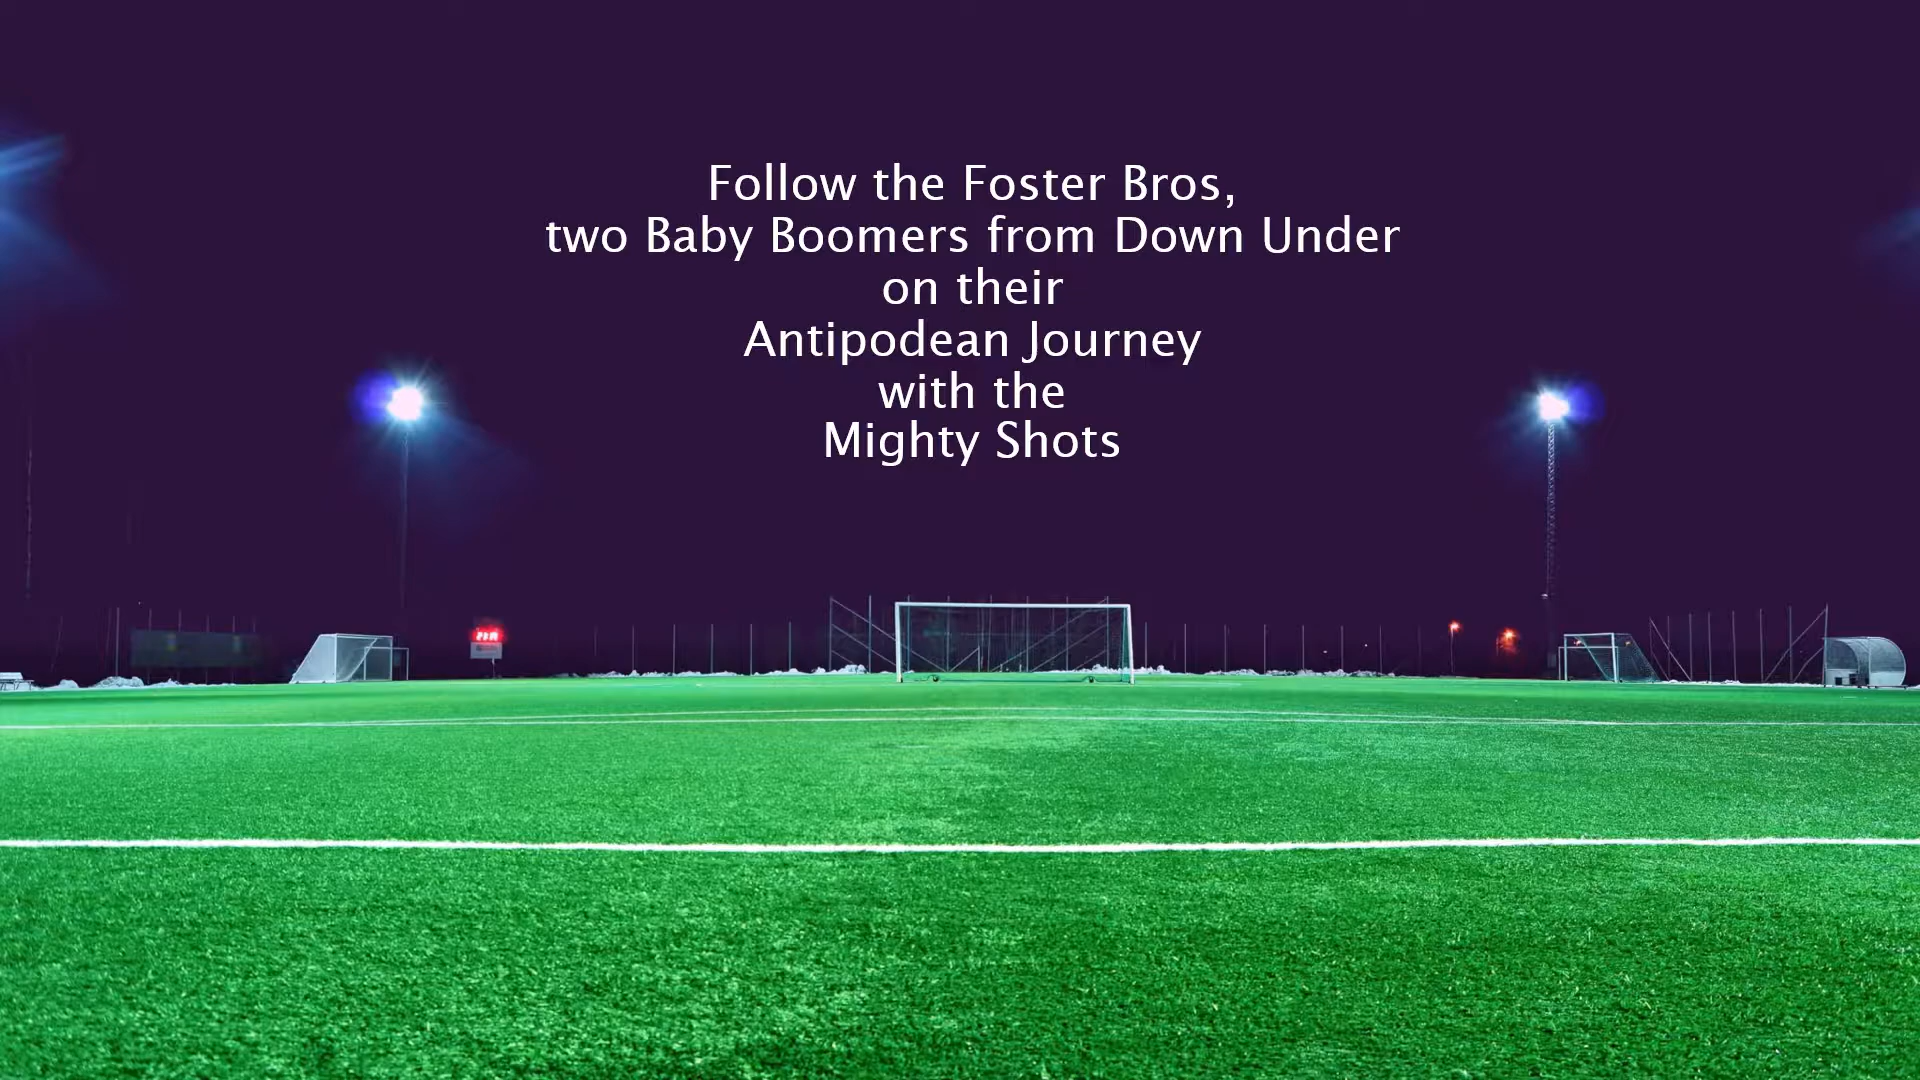 Follow the Foster Bros,
two Baby Boomers from Down Under
on their
Antipodean Journey
with the
Mighty Shots